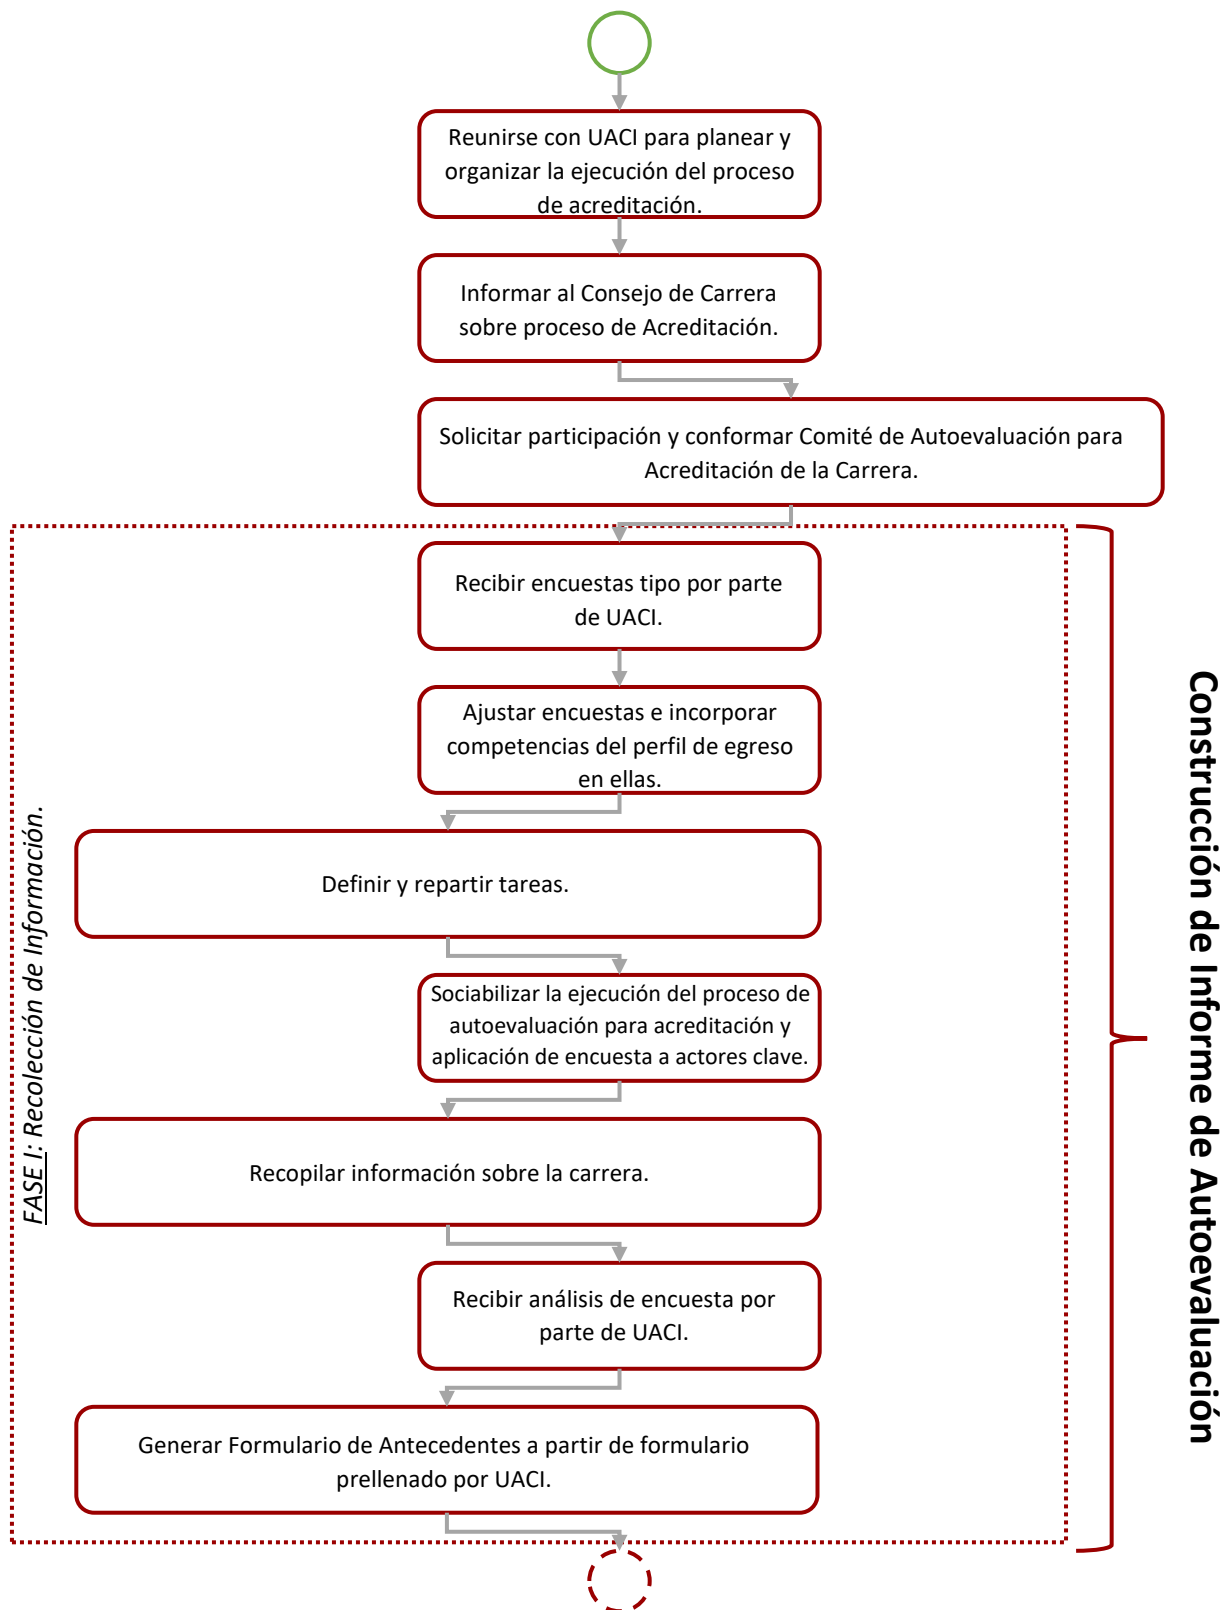 Reunirse con UACI para planear y
organizar la ejecución del proceso
de acreditación.
Informar al Consejo de Carrera
sobre proceso de Acreditación.
Solicitar participación y conformar Comité de Autoevaluación para
Acreditación de la Carrera.
Recibir encuestas tipo por parte
de UACI.
Ajustar encuestas e incorporar
competencias del perfil de egreso
en ellas.
Definir y repartir tareas.
Sociabilizar la ejecución del proceso de
autoevaluación para acreditación y
aplicación de encuesta a actores clave.
Recopilar información sobre la carrera.
Recibir análisis de encuesta por
parte de UACI.
Generar Formulario de Antecedentes a partir de formulario
prellenado por UACI.
FASE I: Recolección de Información.
Construcción de Informe de Autoevaluación